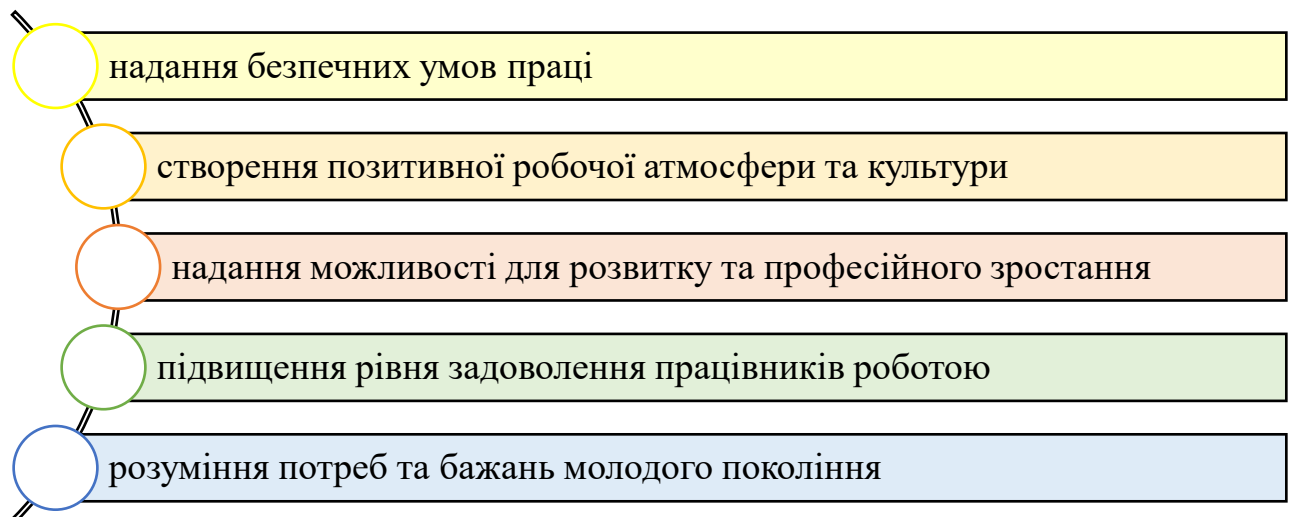 надання безпечних умов праці
створення позитивної робочої атмосфери та культури
надання можливості для розвитку та професійного зростання
підвищення рівня задоволення працівників роботою
розуміння потреб та бажань молодого покоління